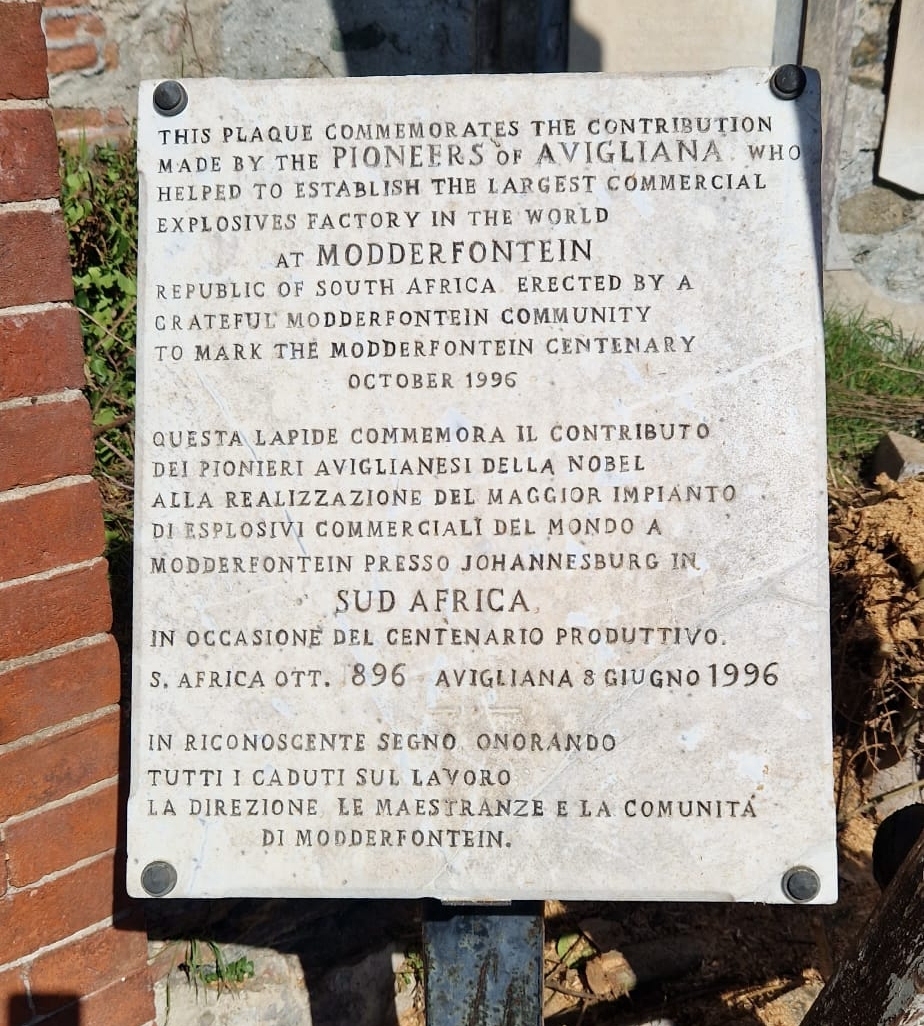 THIS PLAQUE COMMEMORATES THE CONTRIBUTION
MADE BY THE PIONEERS OF AVIGLIANA WHO
HELPED TO ESTABLISH THE LARGEST COMMERCIAL
EXPLOSIVES FACTORY IN THE WORLD
AT MODDERFONTEIN
REPUBLIC OF SOUTH AFRICA ERECTED BY A
GRATEFUL MODDERFONTEIN COMMUNITY
TO MARK THE MODDERFONTEIN CENTENARY
OCTOBER 1996
QUESTA LAPIDE COMMEMORA IL CONTRIBUTO
DEI PIONIERI AVIGLIANESI DELLA NOBEL
ALLA REALIZZAZIONE DEL MAGGIOR IMPIANTO
DI ESPLOSIVI COMMERCIALI DEL MONDO A
MODDERFONTEIN PRESSO JOHANNESBURG IN
SUD AFRICA,
IN OCCASIONE DEL CENTENARIO PRODUTTIVO.
S. AFRICA OTT. 896 AVIGLIANA 8 GIUGNO 1996
IN RICONOSCENTE SEGNO, ONORANDO
TUTTI I CADUTI SUL LAVORO
LA DIREZIONE, LE MAESTRANZE E LA COMUNITÁ
DI MODDERFONTEIN.